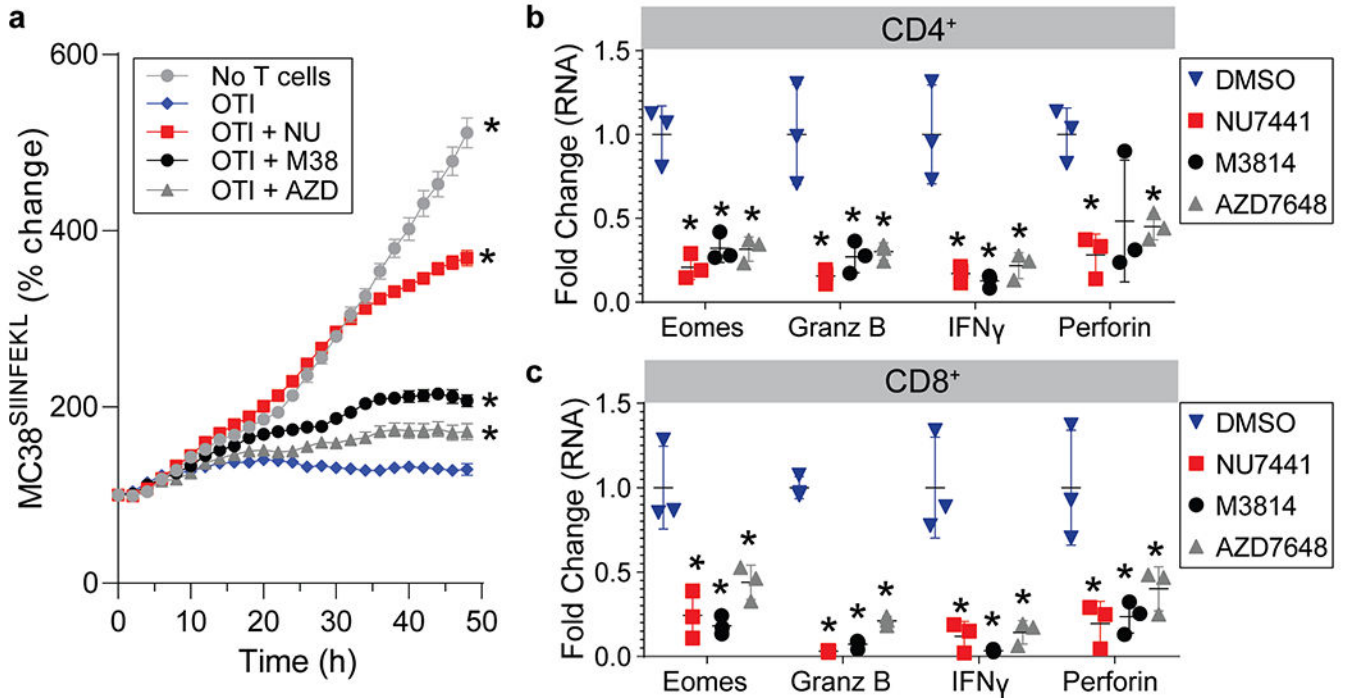 a
MC38SIINFEKL (% change)
600
400
200
0
No T cells
OTI
OTI + NU
OTI + M38
OTI + AZD
*
*
*
*
0 10 20 30 40 50
Time (h)
b
CD4+
Fold Change (RNA)
1.5
1.0
0.5
0.0
* * * * * * * * * * *
Eomes Granz B IFNγ Perforin
DMSO
NU7441
M3814
AZD7648
c
CD8+
Fold Change (RNA)
1.5
1.0
0.5
0.0
* * * * * * * * * * * *
Eomes Granz B IFNγ Perforin
DMSO
NU7441
M3814
AZD7648